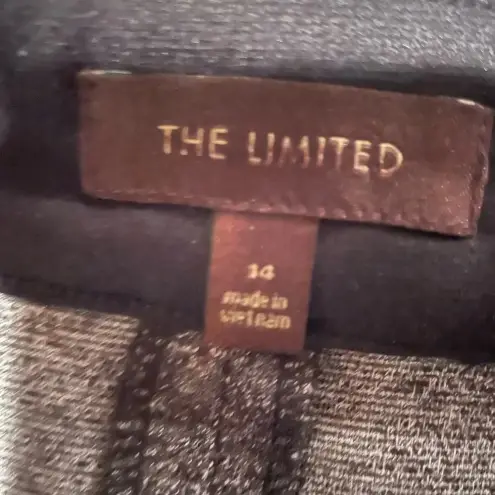 THE LIMITED
14
made in
vietnam